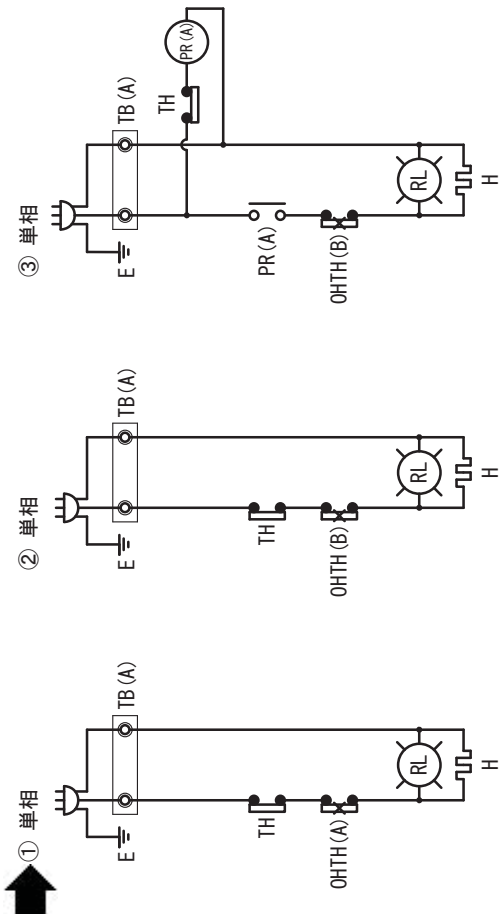 ① 単相
TB(A)
E
TH
OHTH(A)
RL
H
② 単相
TB(A)
E
TH
OHTH(B)
RL
H
③ 単相
TB(A)
E
TH
PR(A)
PR(A)
OHTH(B)
RL
H